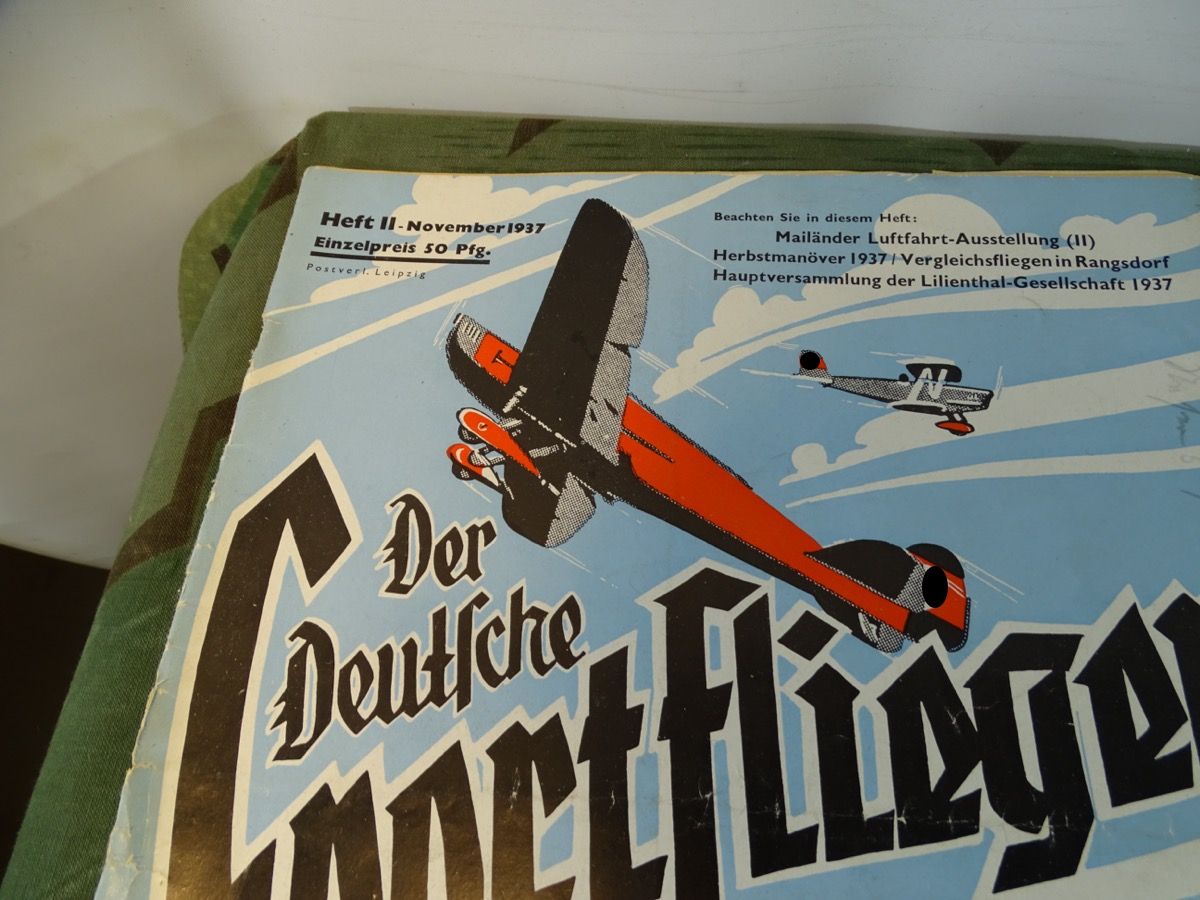 Heft 11 - November 1937
Einzelpreis 50 Pfg.
Postverl. Leipzig
Beachten Sie in diesem Heft:
Mailänder Luftfahrt-Ausstellung (II)
Herbstmanöver 1937 / Vergleichsfliegen in Rangsdorf
Hauptversammlung der Lilienthal-Gesellschaft 1937
Der
Deutſche
Sportflieger